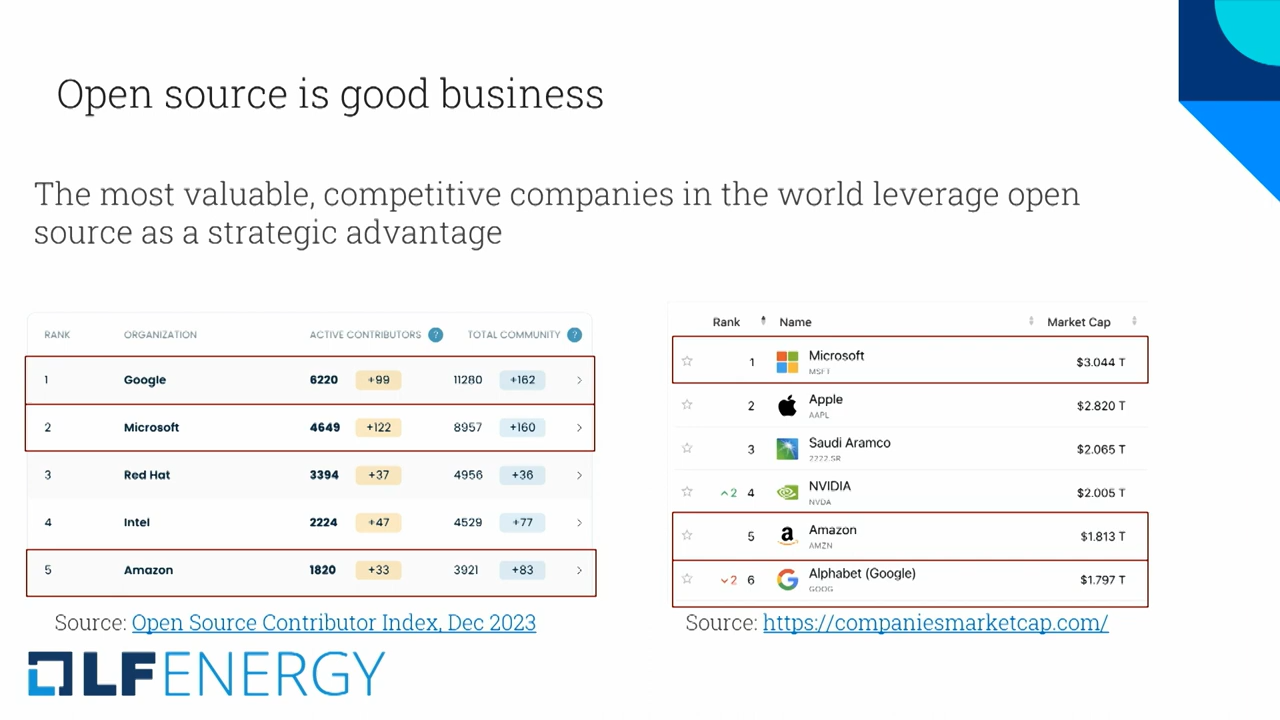 Open source is good business
The most valuable, competitive companies in the world leverage open
source as a strategic advantage
RANK ORGANIZATION ACTIVE CONTRIBUTORS ? TOTAL COMMUNITY ?
1 Google 6220 +99 11280 +162 >
2 Microsoft 4649 +122 8957 +160 >
3 Red Hat 3394 +37 4956 +36 >
4 Intel 2224 +47 4529 +77 >
5 Amazon 1820 +33 3921 +83 >
Source: Open Source Contributor Index, Dec 2023
Rank Name Market Cap
1 Microsoft $3.044 T
MSFT
2 Apple $2.820 T
AAPL
3 Saudi Aramco $2.065 T
2222.SR
2 4 NVIDIA $2.005 T
NVDA
5 Amazon $1.813 T
AMZN
2 6 Alphabet (Google) $1.797 T
GOOG
Source: https://companiesmarketcap.com/
LF ENERGY